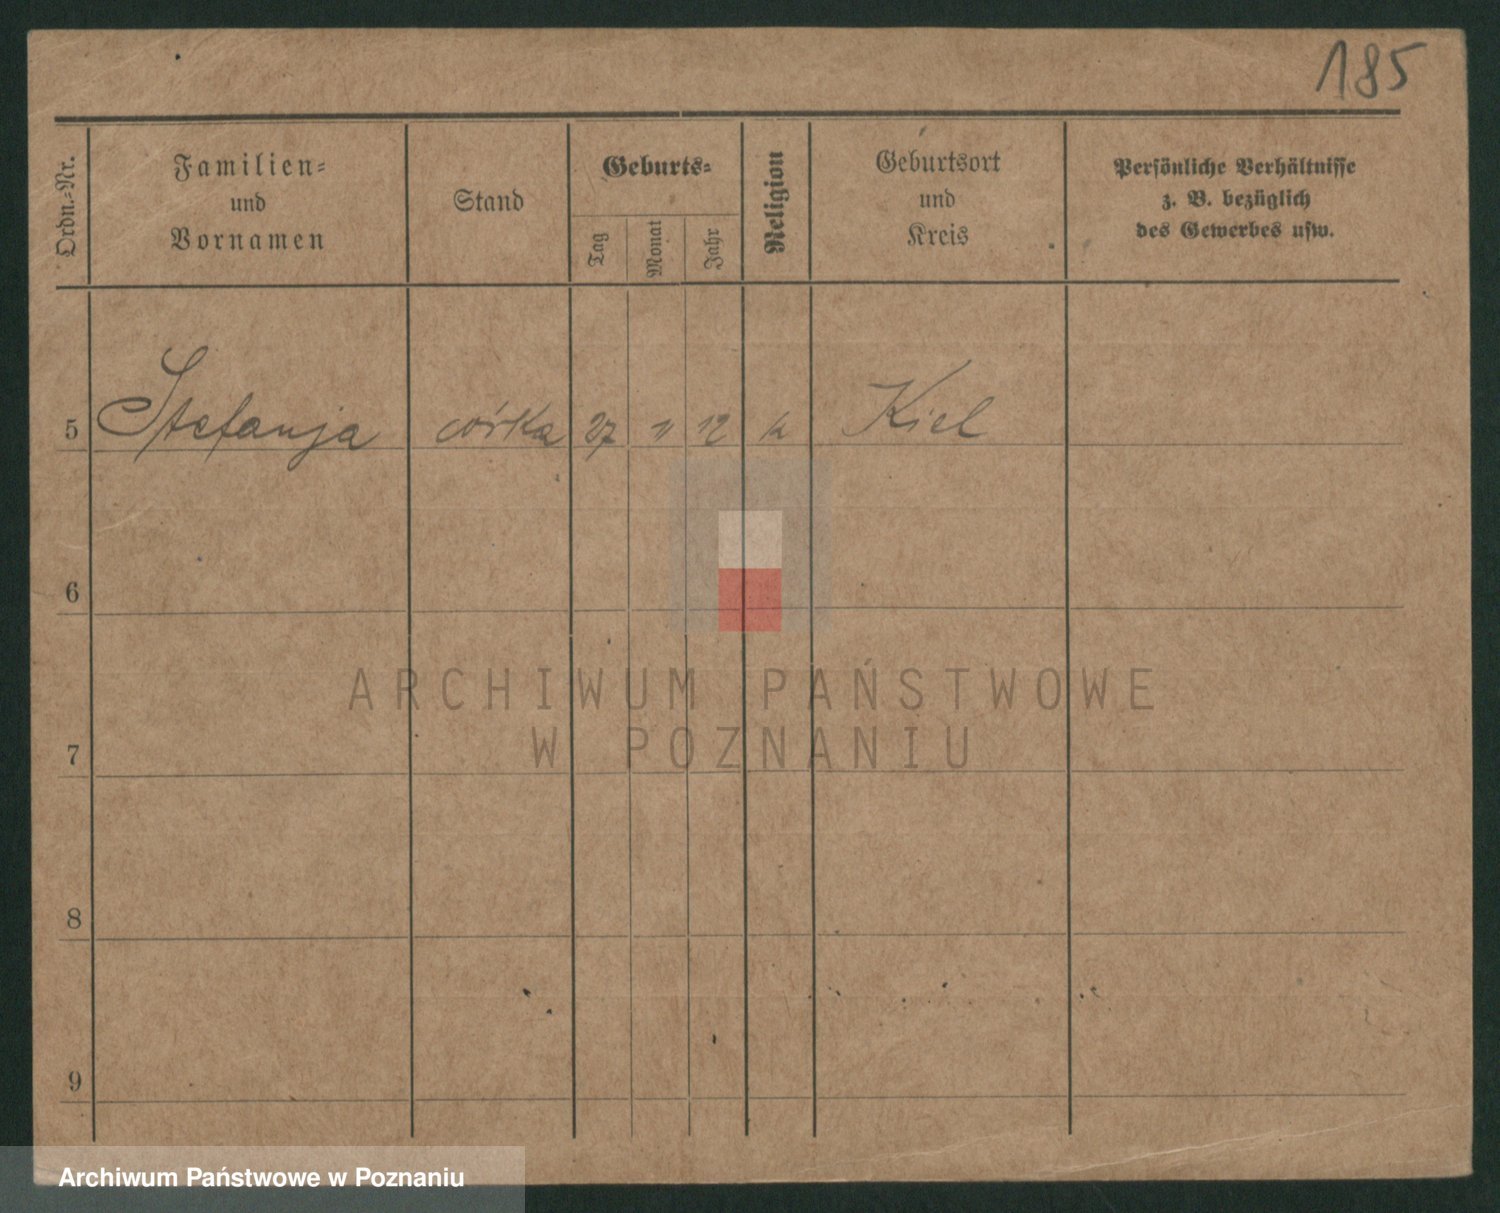 185
Ordn.-Nr.
Familien-
und
Vornamen
Stand
Geburts-
Tag
Monat
Jahr
Religion
Geburtsort
und
Kreis
Persönliche Verhältnisse
z. B. bezüglich
des Gewerbes usw.
5 Stefanja córka 27 11 12 k Kiel
6
7
8
9
ARCHIWUM PAŃSTWOWE
W POZNANIU
Archiwum Państwowe w Poznaniu